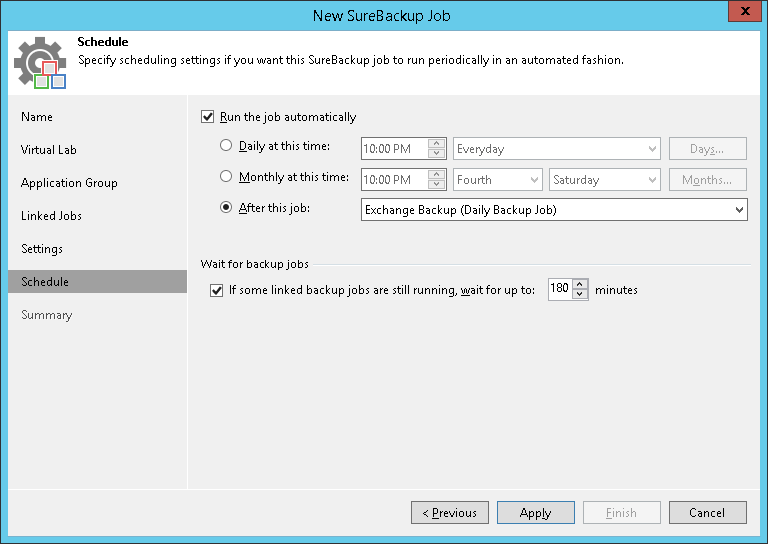 New SureBackup Job
X
Schedule
Specify scheduling settings if you want this SureBackup job to run periodically in an automated fashion.
Name
Virtual Lab
Application Group
Linked Jobs
Settings
Schedule
Summary
Run the job automatically
Daily at this time: 10:00 PM Everyday Days...
Monthly at this time: 10:00 PM Fourth Saturday Months...
After this job: Exchange Backup (Daily Backup Job)
Wait for backup jobs
If some linked backup jobs are still running, wait for up to: 180 minutes
< Previous Apply Finish Cancel